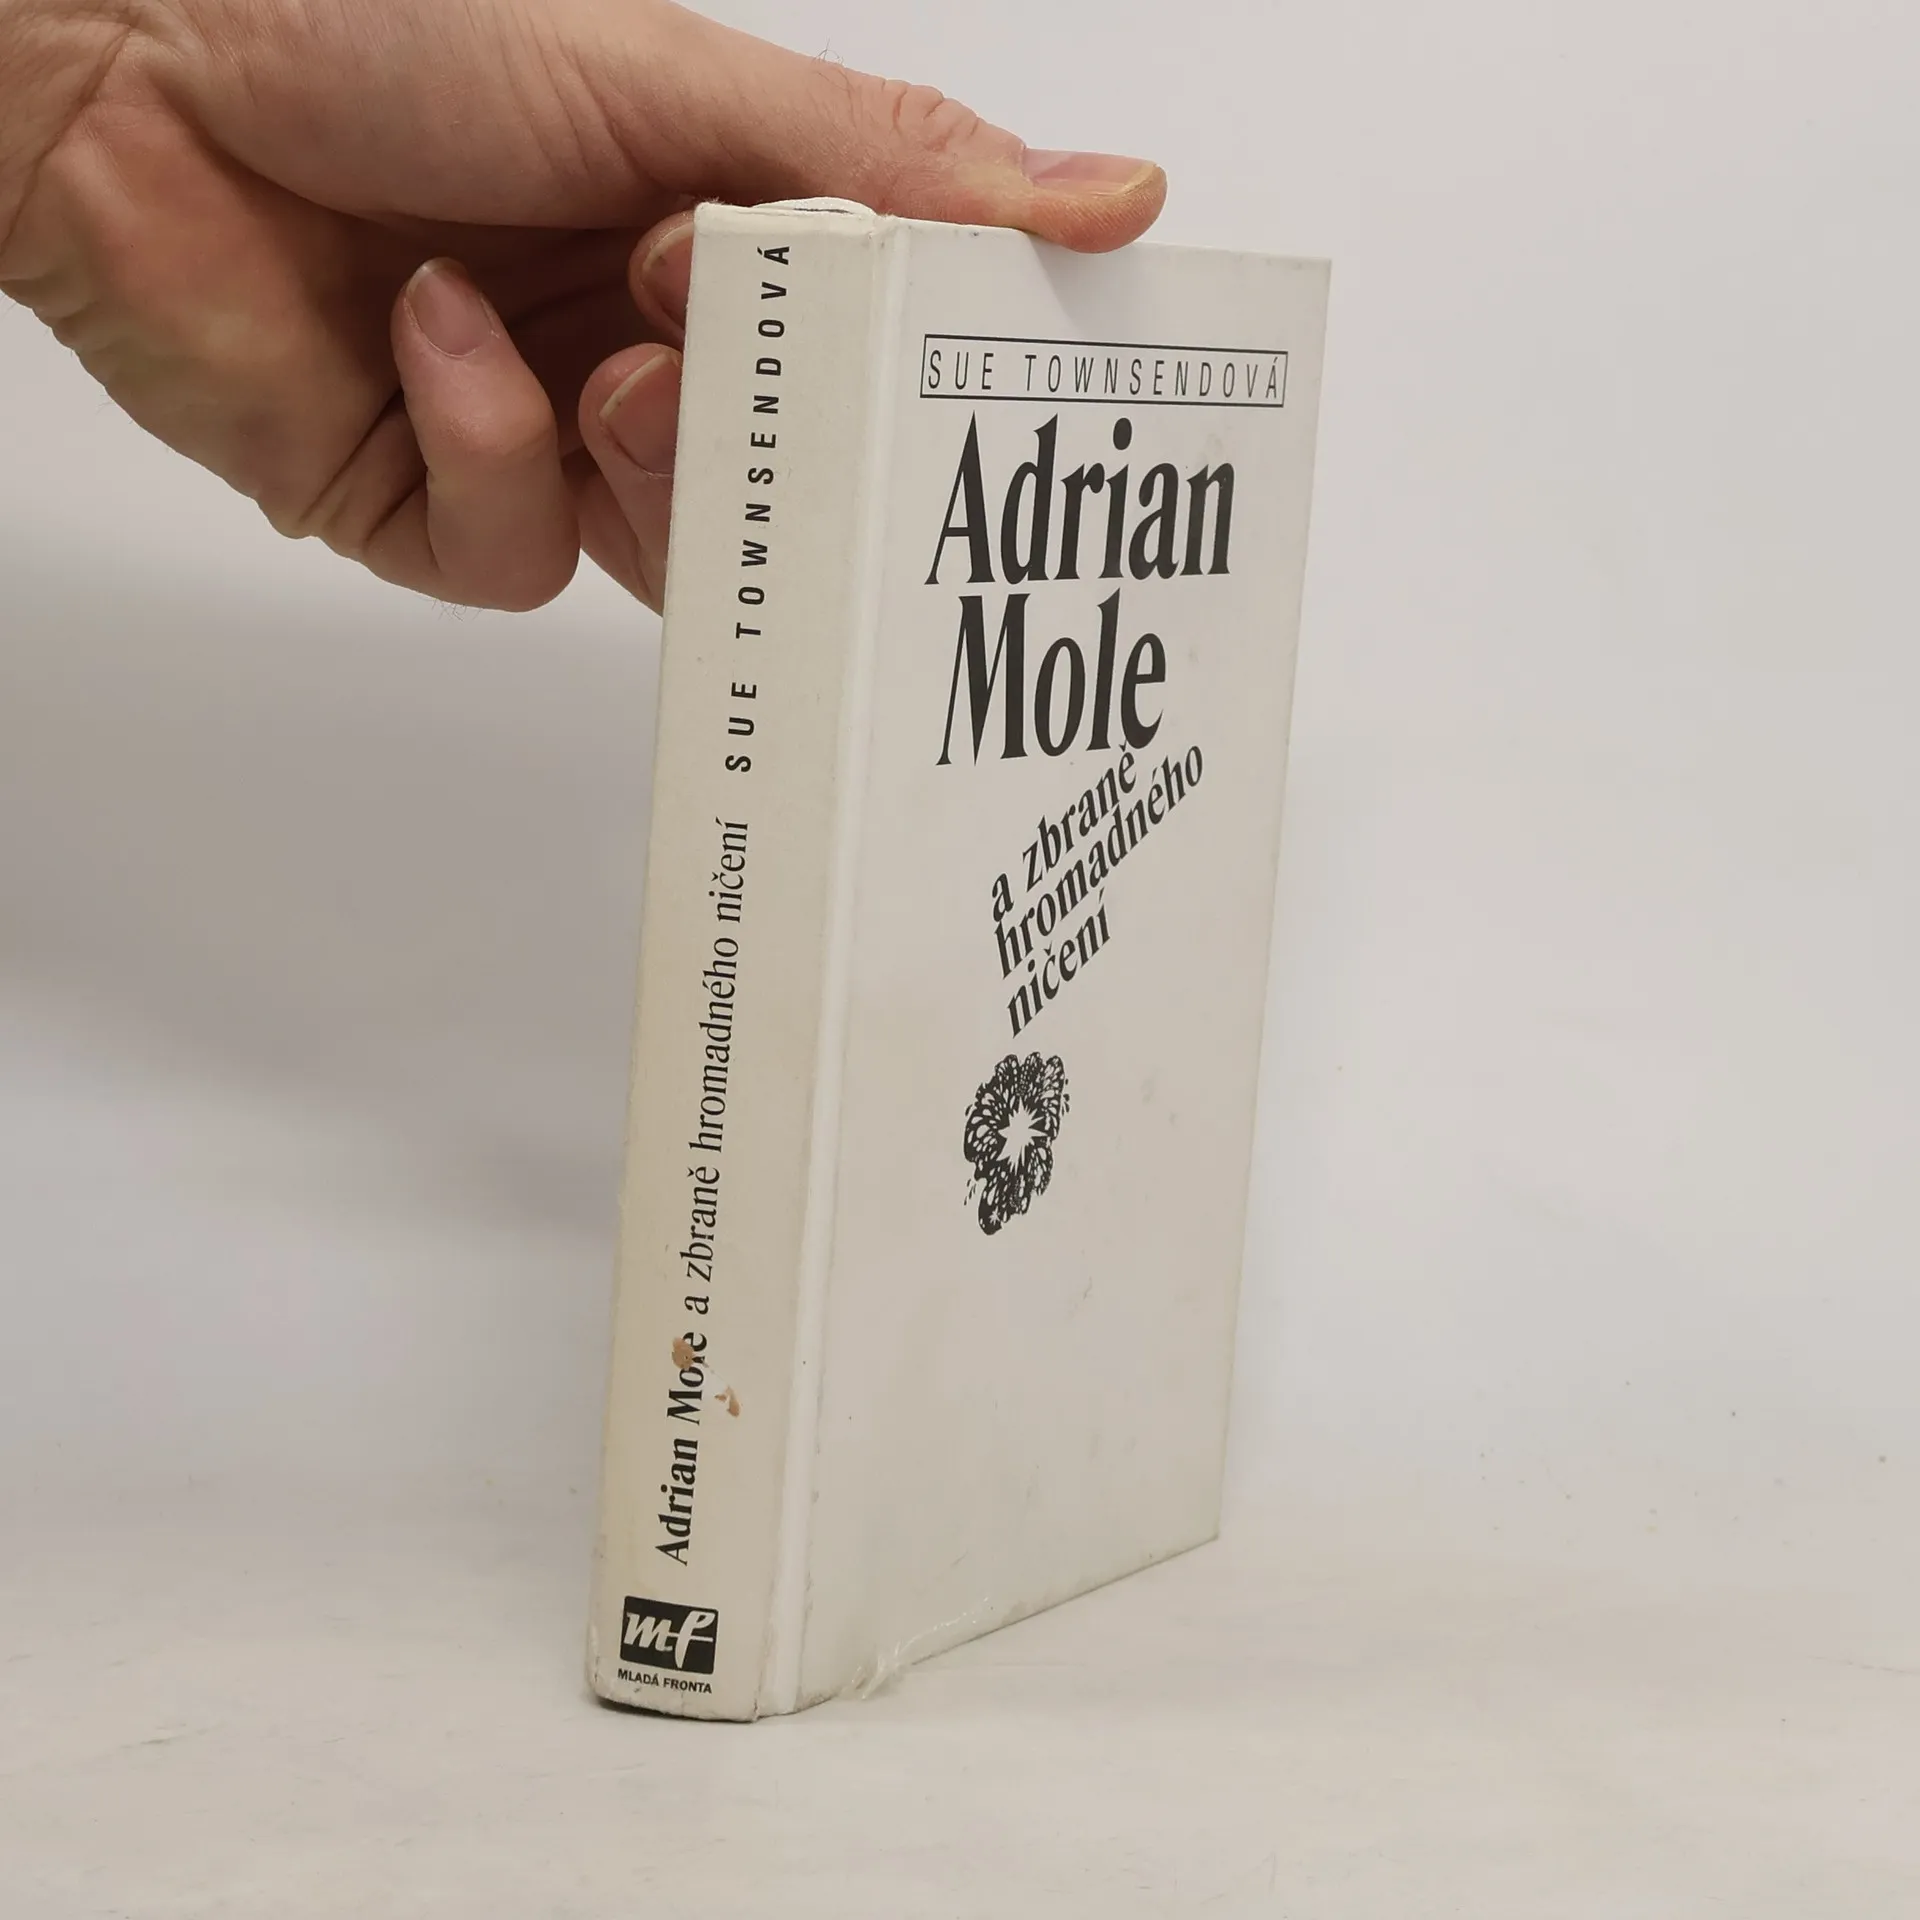 SUE TOWNSENDOVÁ
Adrian
Mole
a zbraně
hromadného
ničení
Adrian Mole a zbraně hromadného ničení SUE TOWNSENDOVÁ
mf
MLADÁ FRONTA